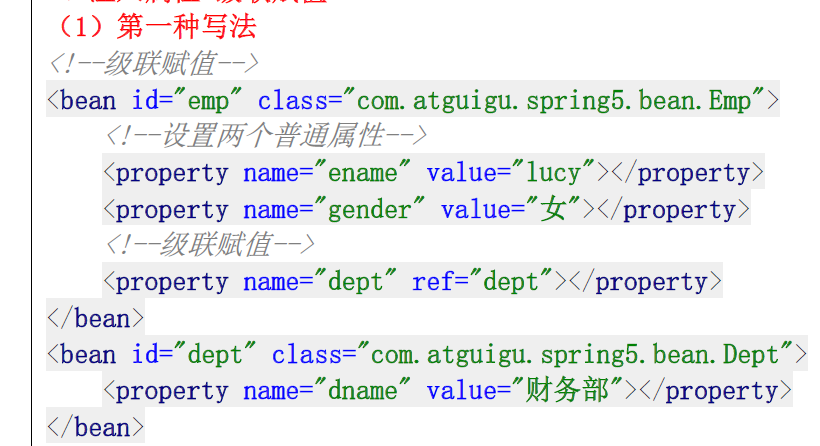 （1）第一种写法
<!--级联赋值-->
<bean id="emp" class="com.atguigu.spring5.bean.Emp">
<!--设置两个普通属性-->
<property name="ename" value="lucy"></property>
<property name="gender" value="女"></property>
<!--级联赋值-->
<property name="dept" ref="dept"></property>
</bean>
<bean id="dept" class="com.atguigu.spring5.bean.Dept">
<property name="dname" value="财务部"></property>
</bean>